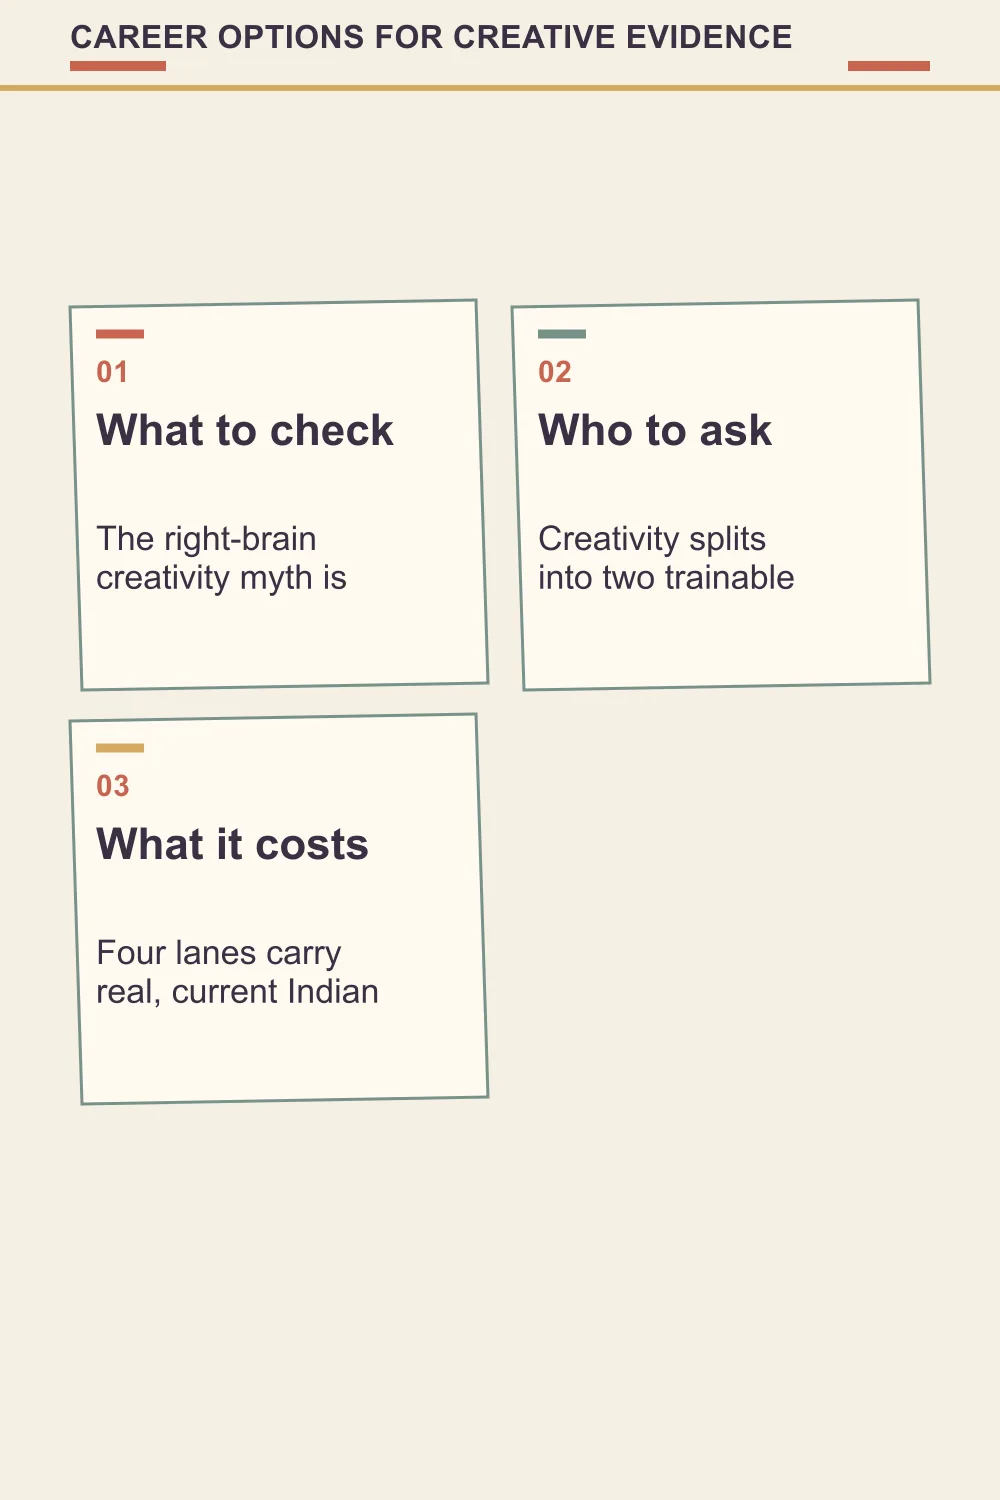 CAREER OPTIONS FOR CREATIVE EVIDENCE
01
What to check
The right-brain
creativity myth is
02
Who to ask
Creativity splits
into two trainable
03
What it costs
Four lanes carry
real, current Indian